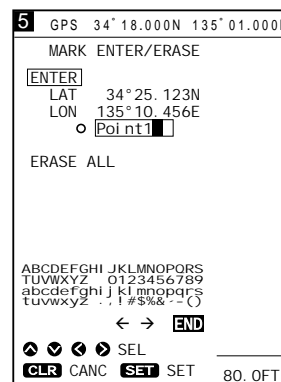 5 GPS 34°18.000N 135°01.000
MARK ENTER/ERASE
ENTER
LAT 34°25.123N
LON 135°10.456E
o Point1
ERASE ALL
ABCDEFGHIJKLMNOPQRS
TUVWXYZ 0123456789
abcdefghijklmnopqrs
tuvwxyz .,!#$%&'-()
← → END
SEL
CLR CANC SET SET
80.0FT